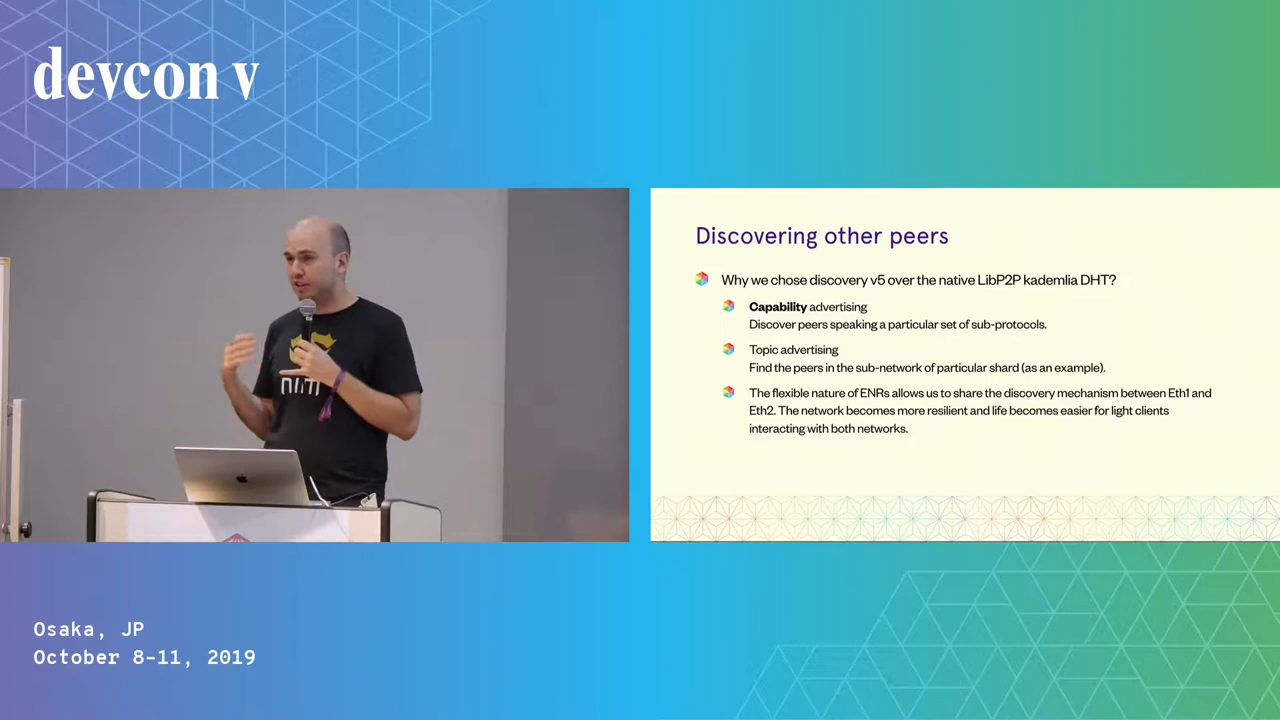 devcon v
nim
Discovering other peers
Why we chose discovery v5 over the native LibP2P kademlia DHT?
Capability advertising
Discover peers speaking a particular set of sub-protocols.
Topic advertising
Find the peers in the sub-network of particular shard (as an example).
The flexible nature of ENRs allows us to share the discovery mechanism between Eth1 and
Eth2. The network becomes more resilient and life becomes easier for light clients
interacting with both networks.
Osaka, JP
October 8-11, 2019